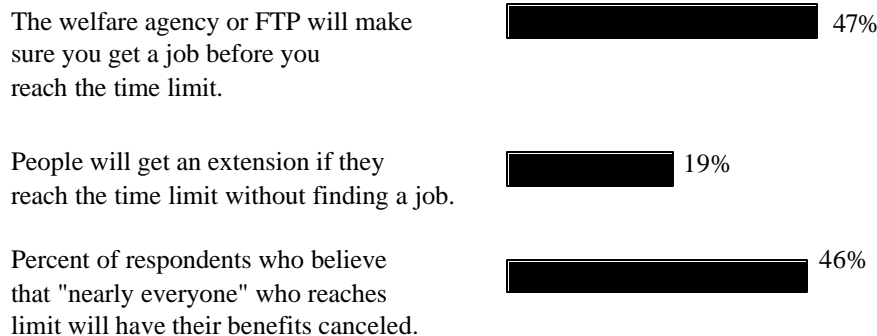 The welfare agency or FTP will make
sure you get a job before you
reach the time limit.
47%
People will get an extension if they
reach the time limit without finding a job.
19%
Percent of respondents who believe
that "nearly everyone" who reaches
limit will have their benefits canceled.
46%